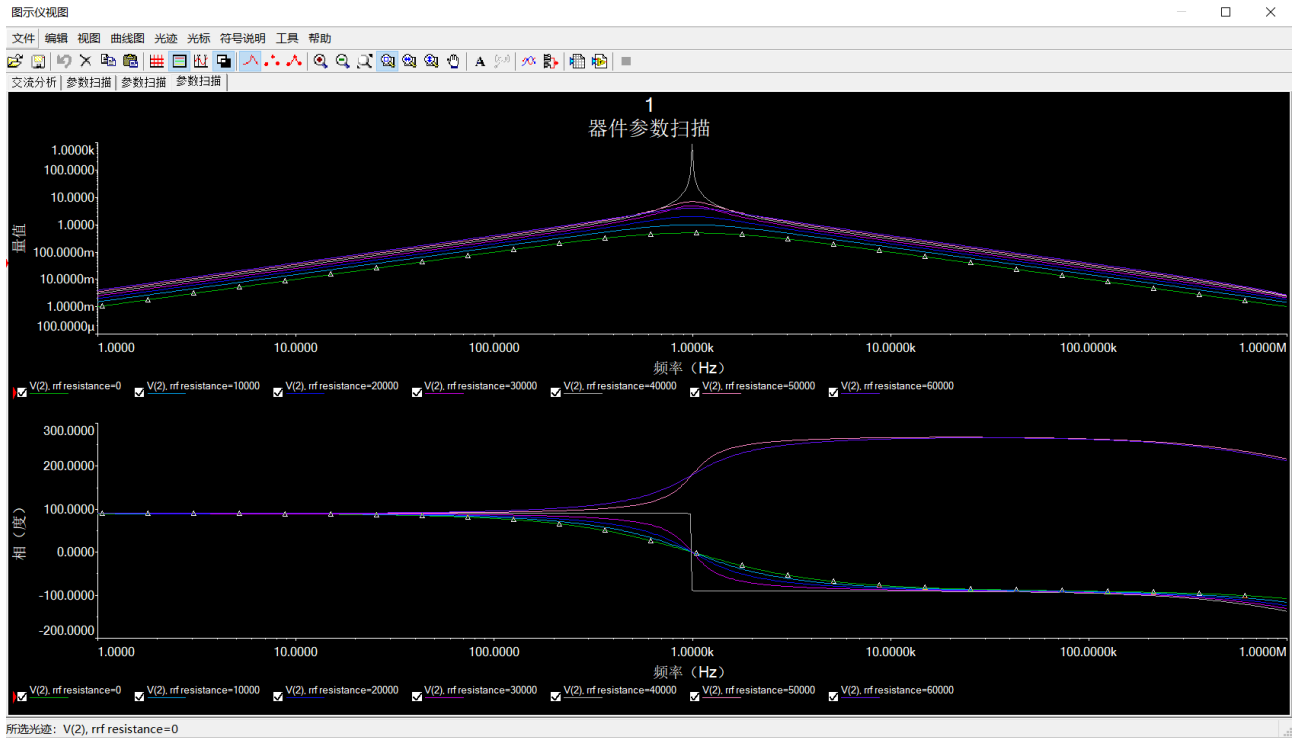 图示仪视图
文件 编辑 视图 曲线图 光迹 光标 符号说明 工具 帮助
A
交流分析 参数扫描 参数扫描 参数扫描
1
器件参数扫描
量值
1.0000k
100.0000
10.0000
1.0000
100.0000m
10.0000m
1.0000m
100.0000µ
1.0000 10.0000 100.0000 1.0000k 10.0000k 100.0000k 1.0000M
频率（Hz）
V(2), rrf resistance=0 V(2), rrf resistance=10000 V(2), rrf resistance=20000 V(2), rrf resistance=30000 V(2), rrf resistance=40000 V(2), rrf resistance=50000 V(2), rrf resistance=60000
相（度）
300.0000
200.0000
100.0000
0.0000
-100.0000
-200.0000
1.0000 10.0000 100.0000 1.0000k 10.0000k 100.0000k 1.0000M
频率（Hz）
V(2), rrf resistance=0 V(2), rrf resistance=10000 V(2), rrf resistance=20000 V(2), rrf resistance=30000 V(2), rrf resistance=40000 V(2), rrf resistance=50000 V(2), rrf resistance=60000
所选光迹：V(2), rrf resistance=0